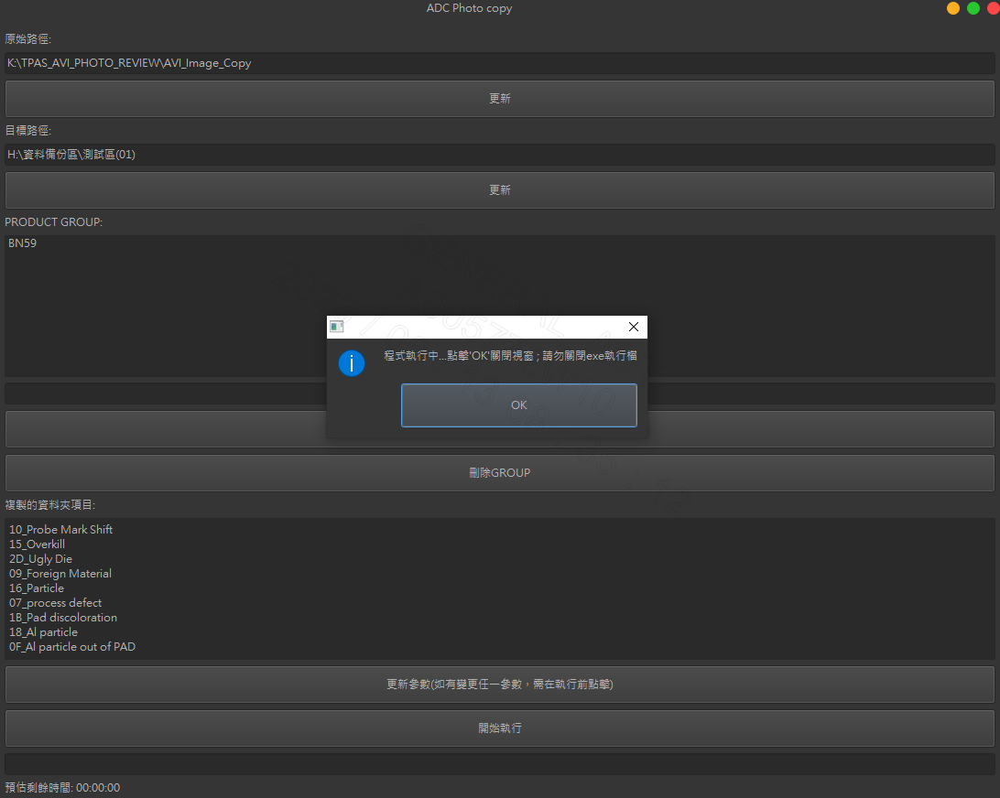 ADC Photo copy
原始路徑:
K:\TPAS_AVI_PHOTO_REVIEW\AVI_Image_Copy
更新
目標路徑:
H:\資料備份區\測試區(01)
更新
PRODUCT GROUP:
BN59
程式執行中...點擊'OK'關閉視窗 ; 請勿關閉exe執行檔
OK
刪除GROUP
複製的資料夾項目:
10_Probe Mark Shift
15_Overkill
2D_Ugly Die
09_Foreign Material
16_Particle
07_process defect
1B_Pad discoloration
18_Al particle
0F_Al particle out of PAD
更新參數(如有變更任一參數，需在執行前點擊)
開始執行
預估剩餘時間: 00:00:00